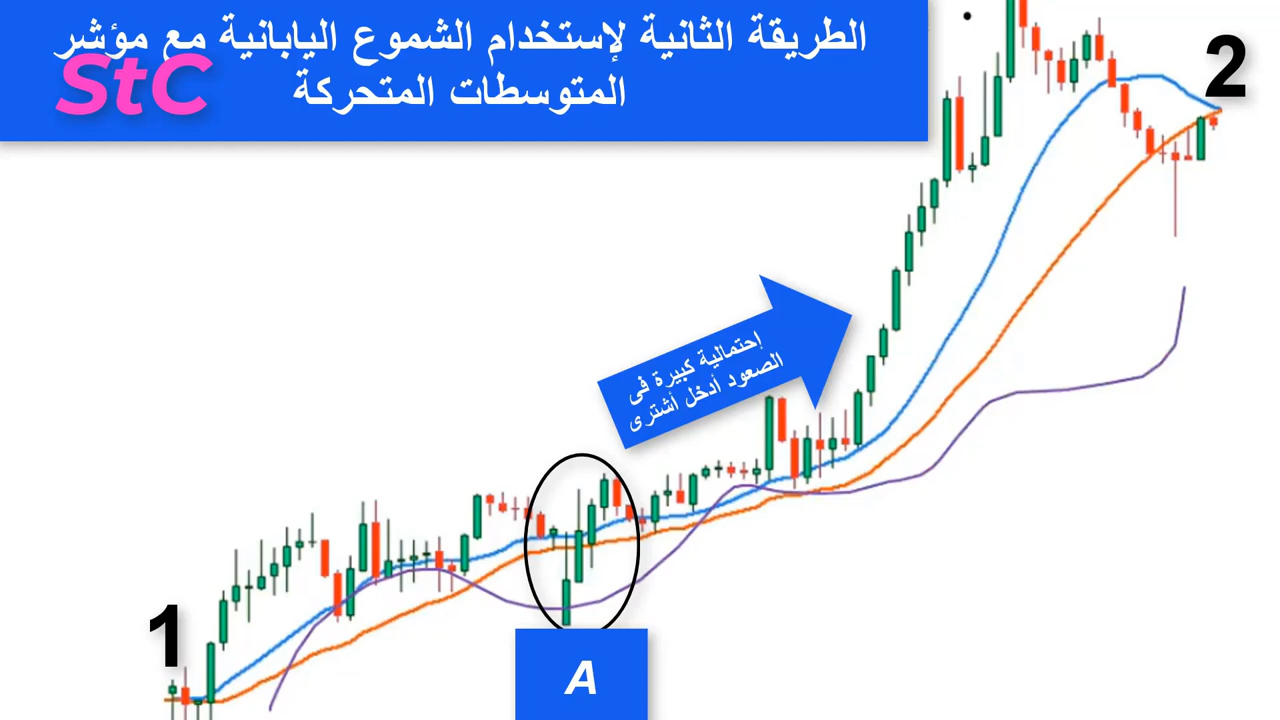 الطريقة الثانية لإستخدام الشموع اليابانية مع مؤشر
المتوسطات المتحركة
StC
2
إحتمالية كبيرة فى
الصعود أدخل أشترى
1
A